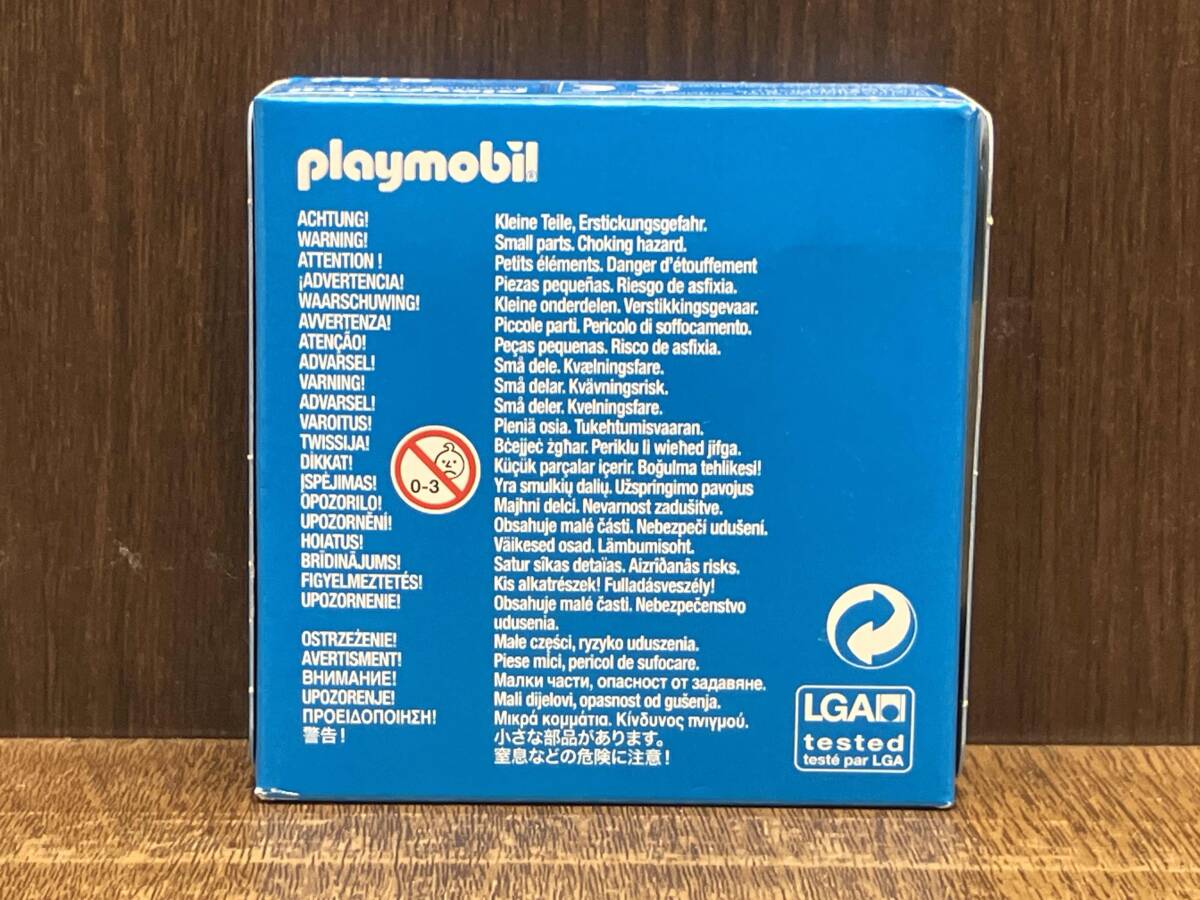 playmobil
ACHTUNG! Kleine Teile, Erstickungsgefahr.
WARNING! Small parts. Choking hazard.
ATTENTION ! Petits éléments. Danger d'étouffement
¡ADVERTENCIA! Piezas pequeñas. Riesgo de asfixia.
WAARSCHUWING! Kleine onderdelen. Verstikkingsgevaar.
AVVERTENZA! Piccole parti. Pericolo di soffocamento.
ATENÇÃO! Peças pequenas. Risco de asfixia.
ADVARSEL! Små dele. Kvælningsfare.
VARNING! Små delar. Kvävningsrisk.
ADVARSEL! Små deler. Kvelningsfare.
VAROITUS! Pieniä osia. Tukehtumisvaaran.
TWISSIJA! Bċejjeċ żgħar. Periklu li wieħed jifga.
DİKKAT! Küçük parçalar içerir. Boğulma tehlikesi!
ĮSPĖJIMAS! Yra smulkių dalių. Užspringimo pavojus
OPOZORILO! Majhni delci. Nevarnost zadušitve.
UPOZORNĚNÍ! Obsahuje malé části. Nebezpečí udušení.
HOIATUS! Väikesed osad. Lämbumisoht.
BRĪDINĀJUMS! Satur sīkas detaïas. Aizrîðanâs risks.
FIGYELMEZTETÉS! Kis alkatrészek! Fulladásveszély!
UPOZORNENIE! Obsahuje malé časti. Nebezpečenstvo
udusenia.
OSTRZEŻENIE! Małe części, ryzyko uduszenia.
AVERTISMENT! Piese mici, pericol de sufocare.
ВНИМАНИЕ! Малки части, опасност от задавяне.
UPOZORENJE! Mali dijelovi, opasnost od gušenja.
ΠΡΟΕΙΔΟΠΟΙΗΣΗ! Μικρά κομμάτια. Κίνδυνος πνιγμού.
警告! 小さな部品があります。
窒息などの危険に注意!
0-3
LGA
tested
testé par LGA